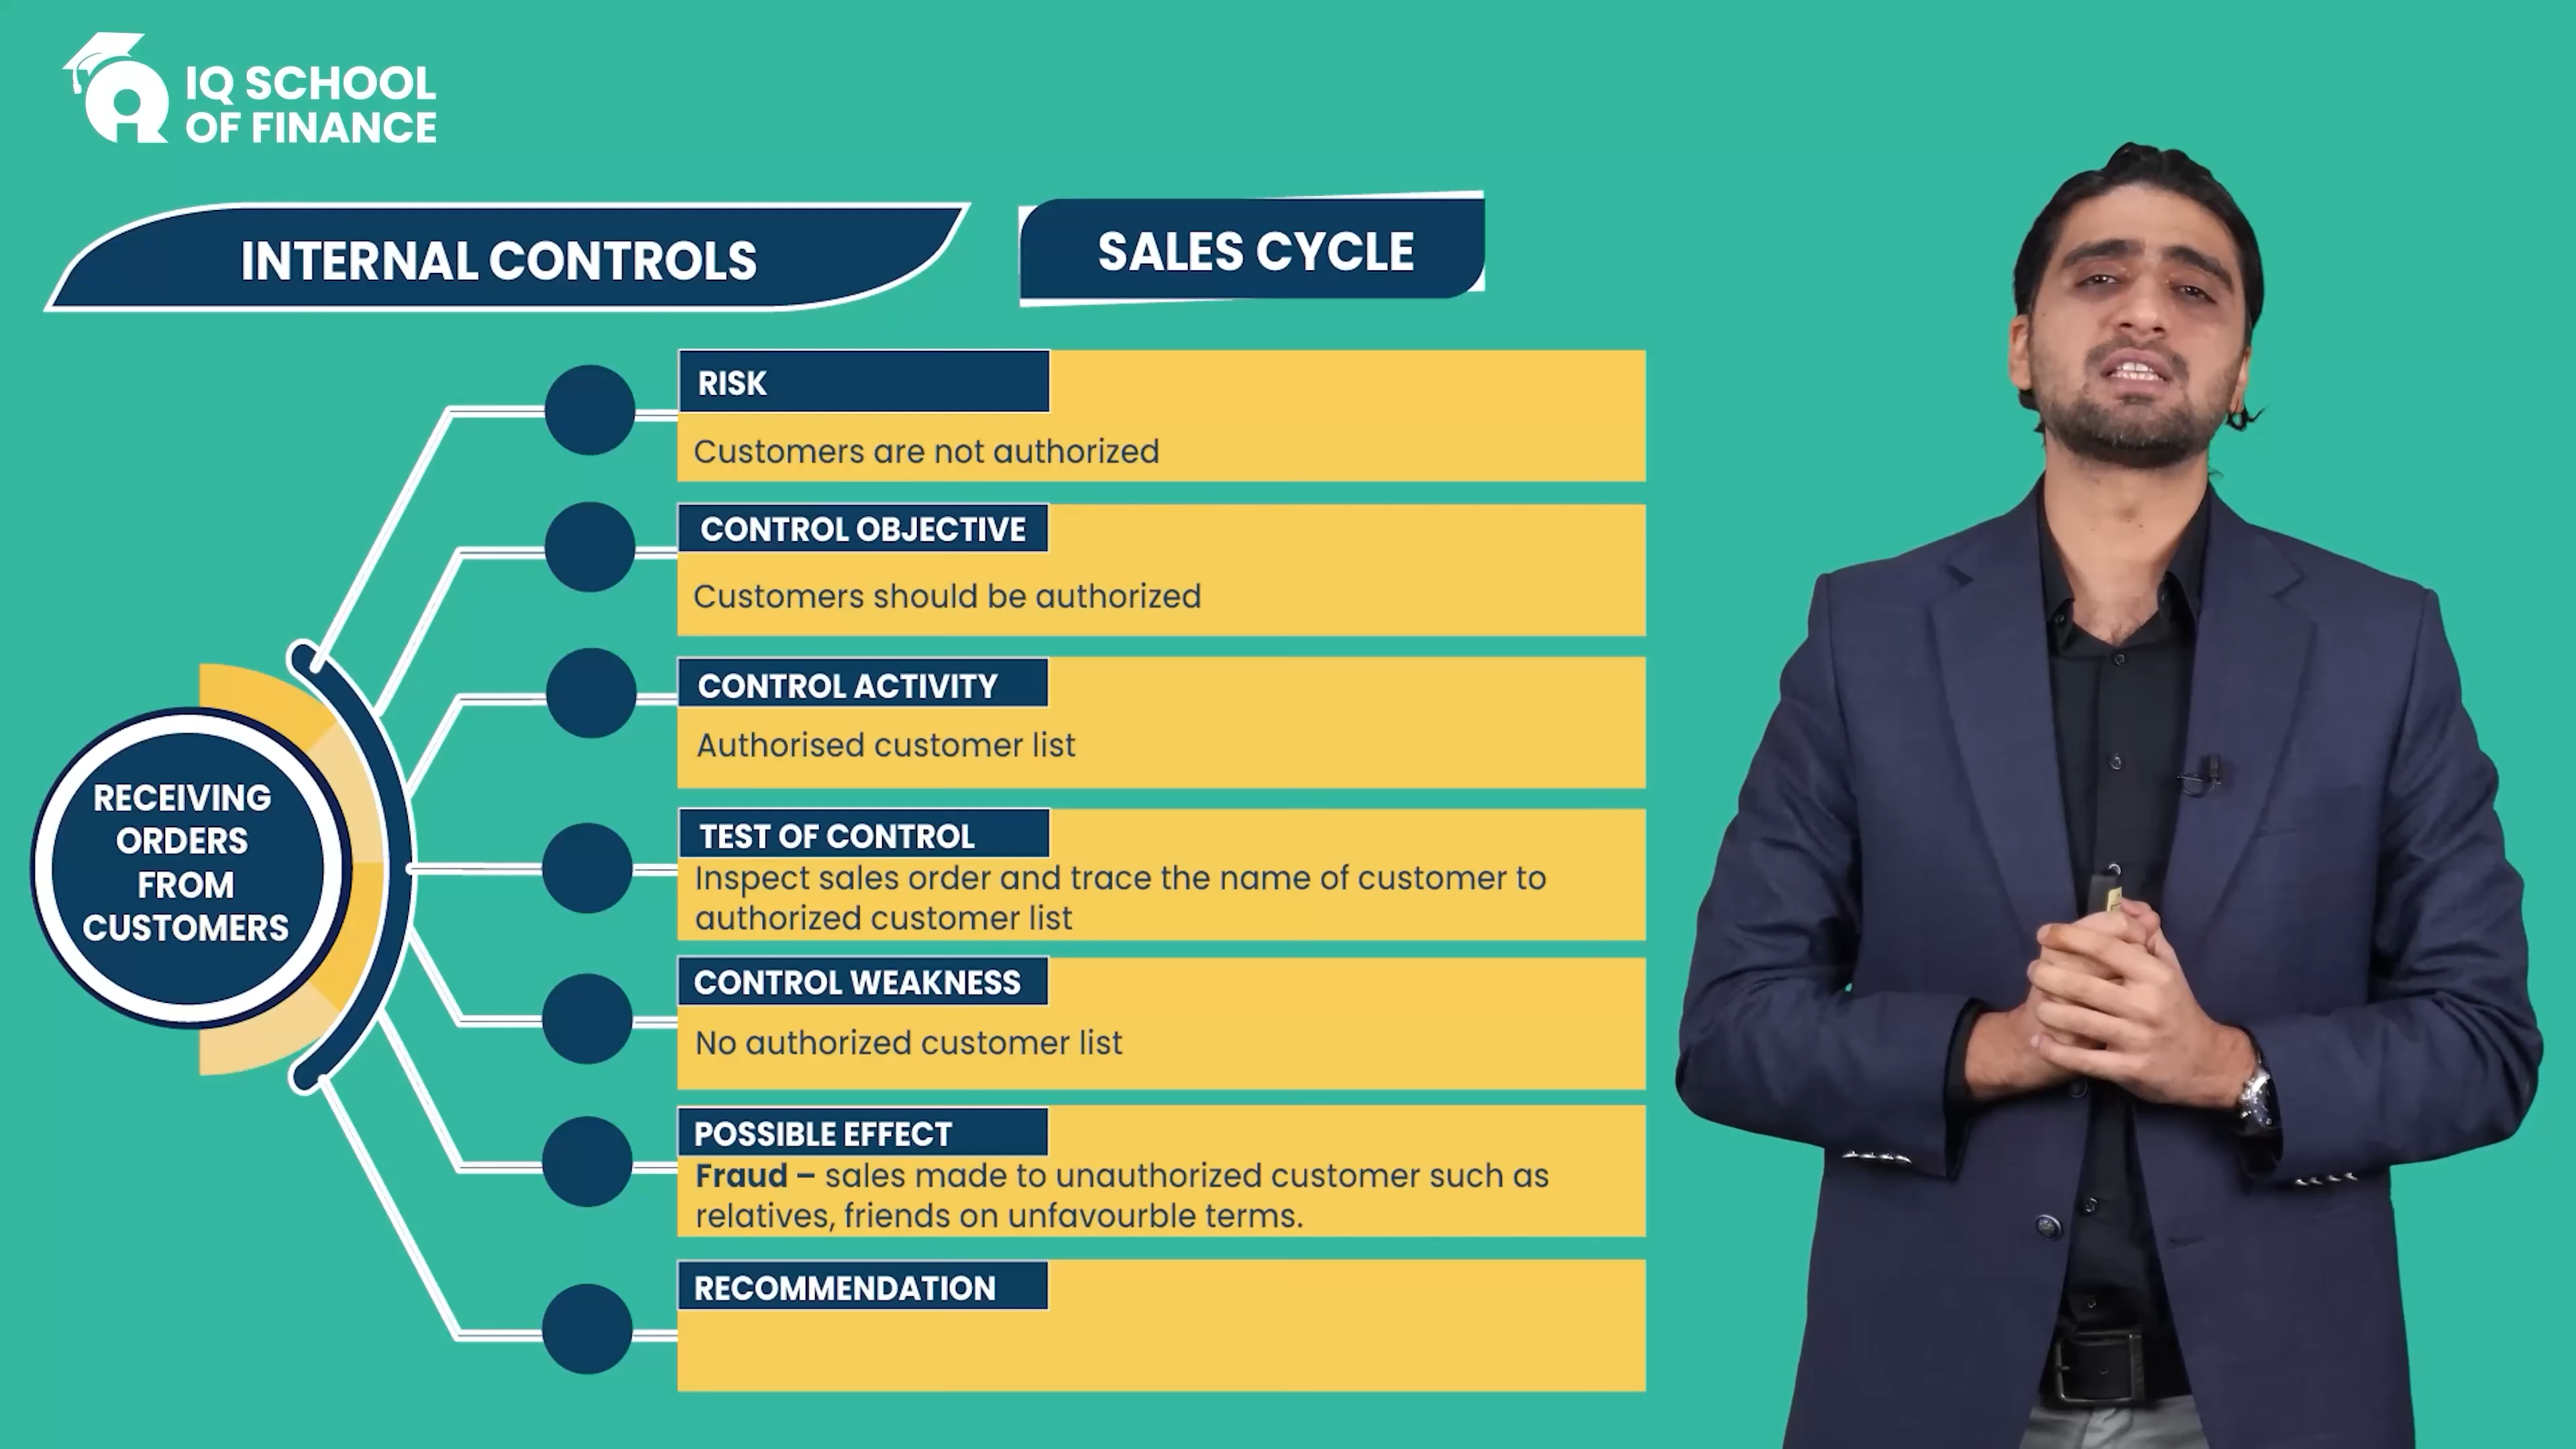 IQ SCHOOL
OF FINANCE
INTERNAL CONTROLS
SALES CYCLE
RECEIVING
ORDERS
FROM
CUSTOMERS
RISK
Customers are not authorized
CONTROL OBJECTIVE
Customers should be authorized
CONTROL ACTIVITY
Authorised customer list
TEST OF CONTROL
Inspect sales order and trace the name of customer to
authorized customer list
CONTROL WEAKNESS
No authorized customer list
POSSIBLE EFFECT
Fraud – sales made to unauthorized customer such as
relatives, friends on unfavourble terms.
RECOMMENDATION